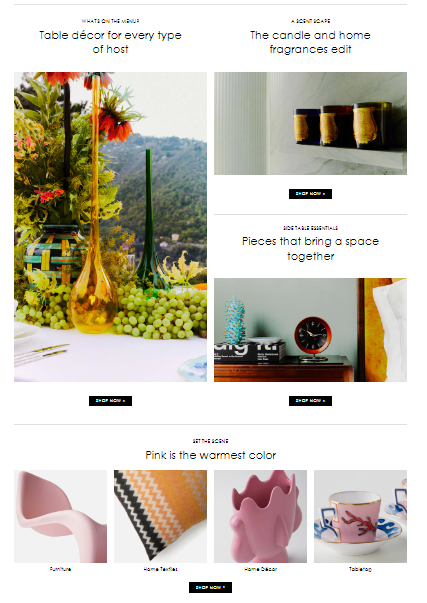 WHAT'S ON THE MENU?
Table décor for every type
of host
SHOP NOW »
A SCENT SCAPE
The candle and home
fragrances edit
SHOP NOW »
SIDE TABLE ESSENTIALS
Pieces that bring a space
together
SHOP NOW »
SET THE SCENE
Pink is the warmest color
Furniture
Home Textiles
Home Décor
Tabletop
SHOP NOW »